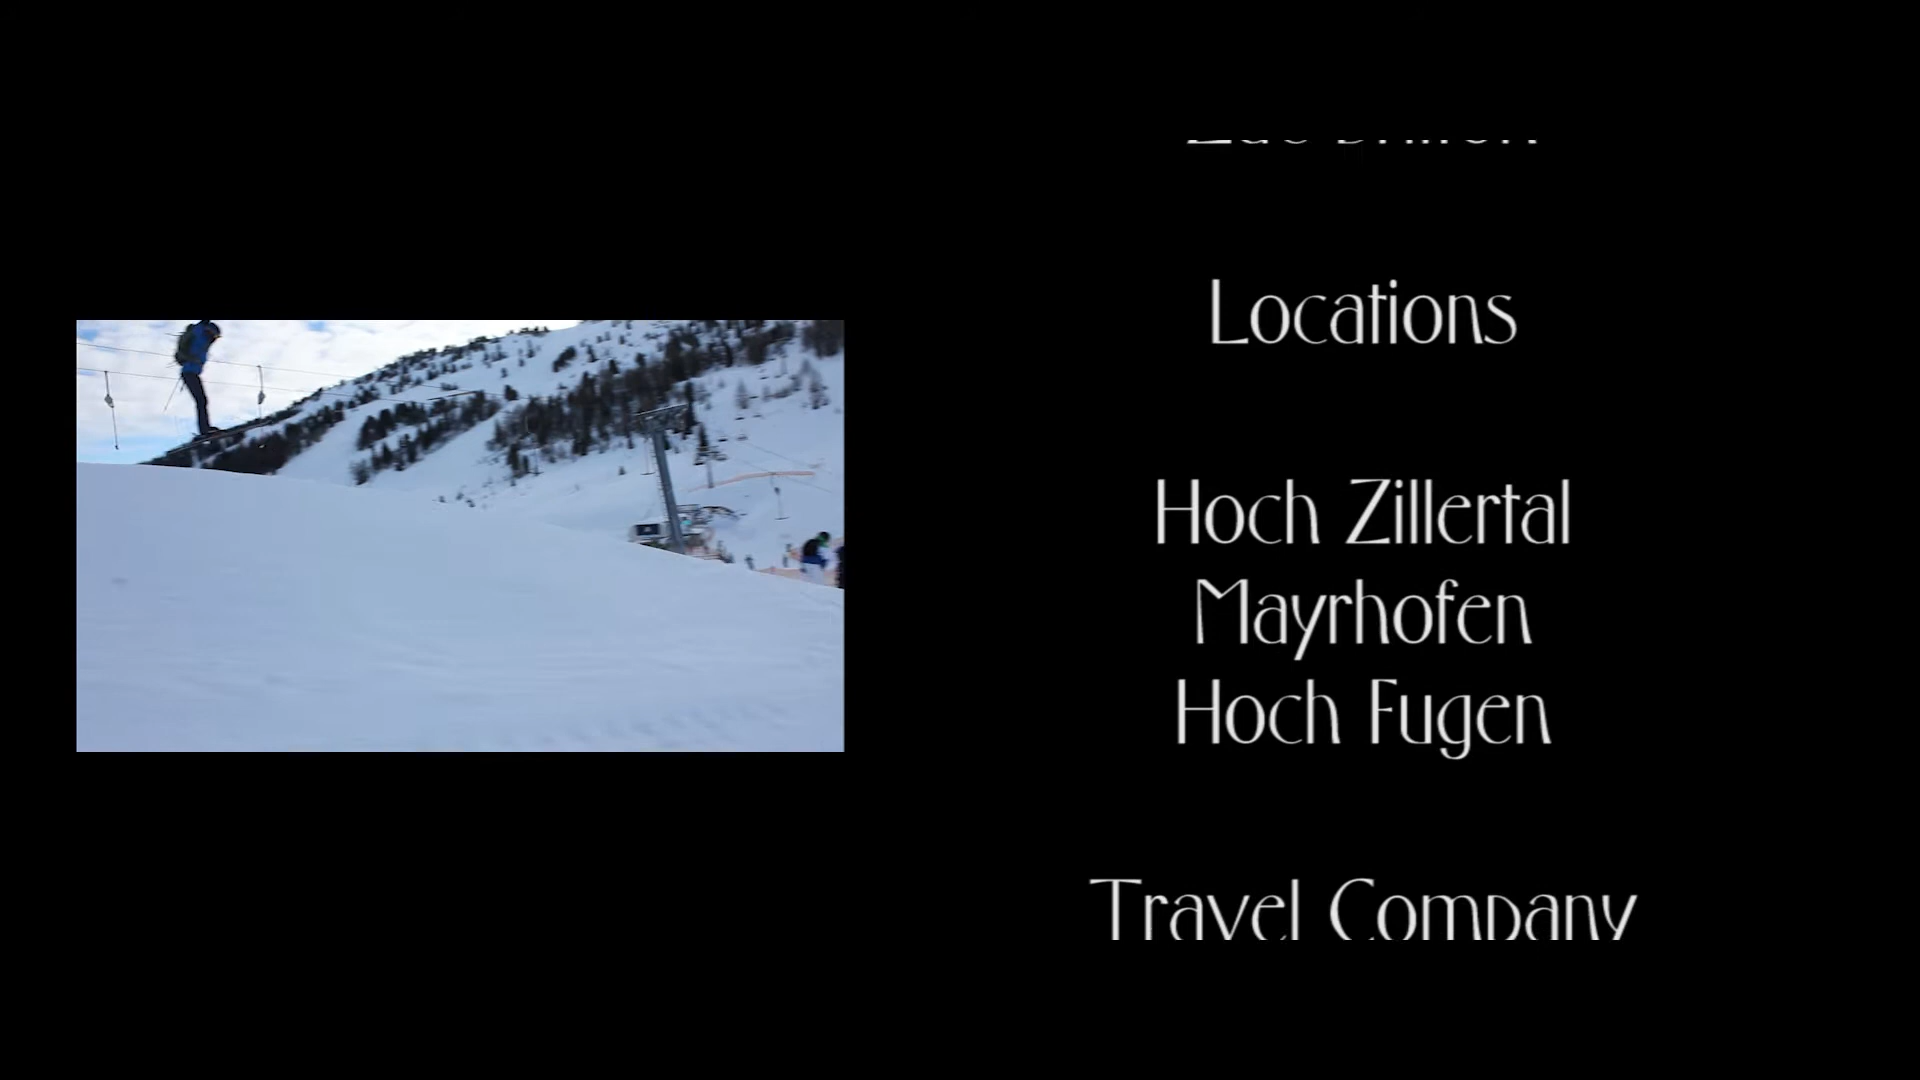 Locations
Hoch Zillertal
Mayrhofen
Hoch Fugen
Travel Company